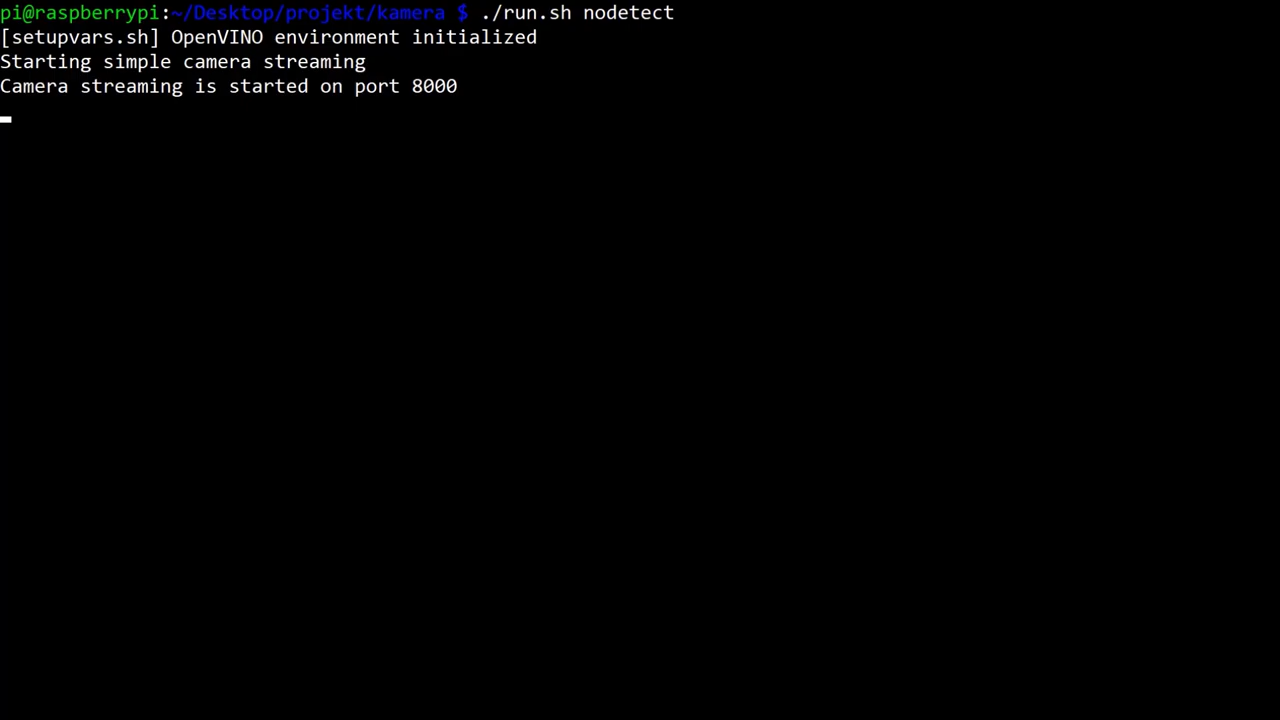 pi@raspberrypi:~/Desktop/projekt/kamera $ ./run.sh nodetect
[setupvars.sh] OpenVINO environment initialized
Starting simple camera streaming
Camera streaming is started on port 8000